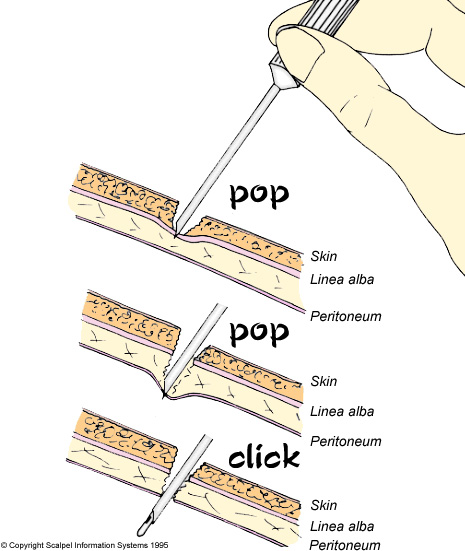 pop
Skin
Linea alba
Peritoneum
pop
Skin
Linea alba
Peritoneum
click
Skin
Linea alba
Peritoneum
© Copyright Scalpel Information Systems 1995